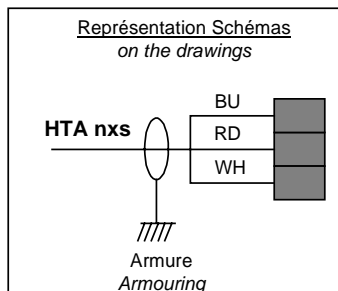 Représentation Schémas
on the drawings
BU
HTA nxs
RD
WH
Armure
Armouring